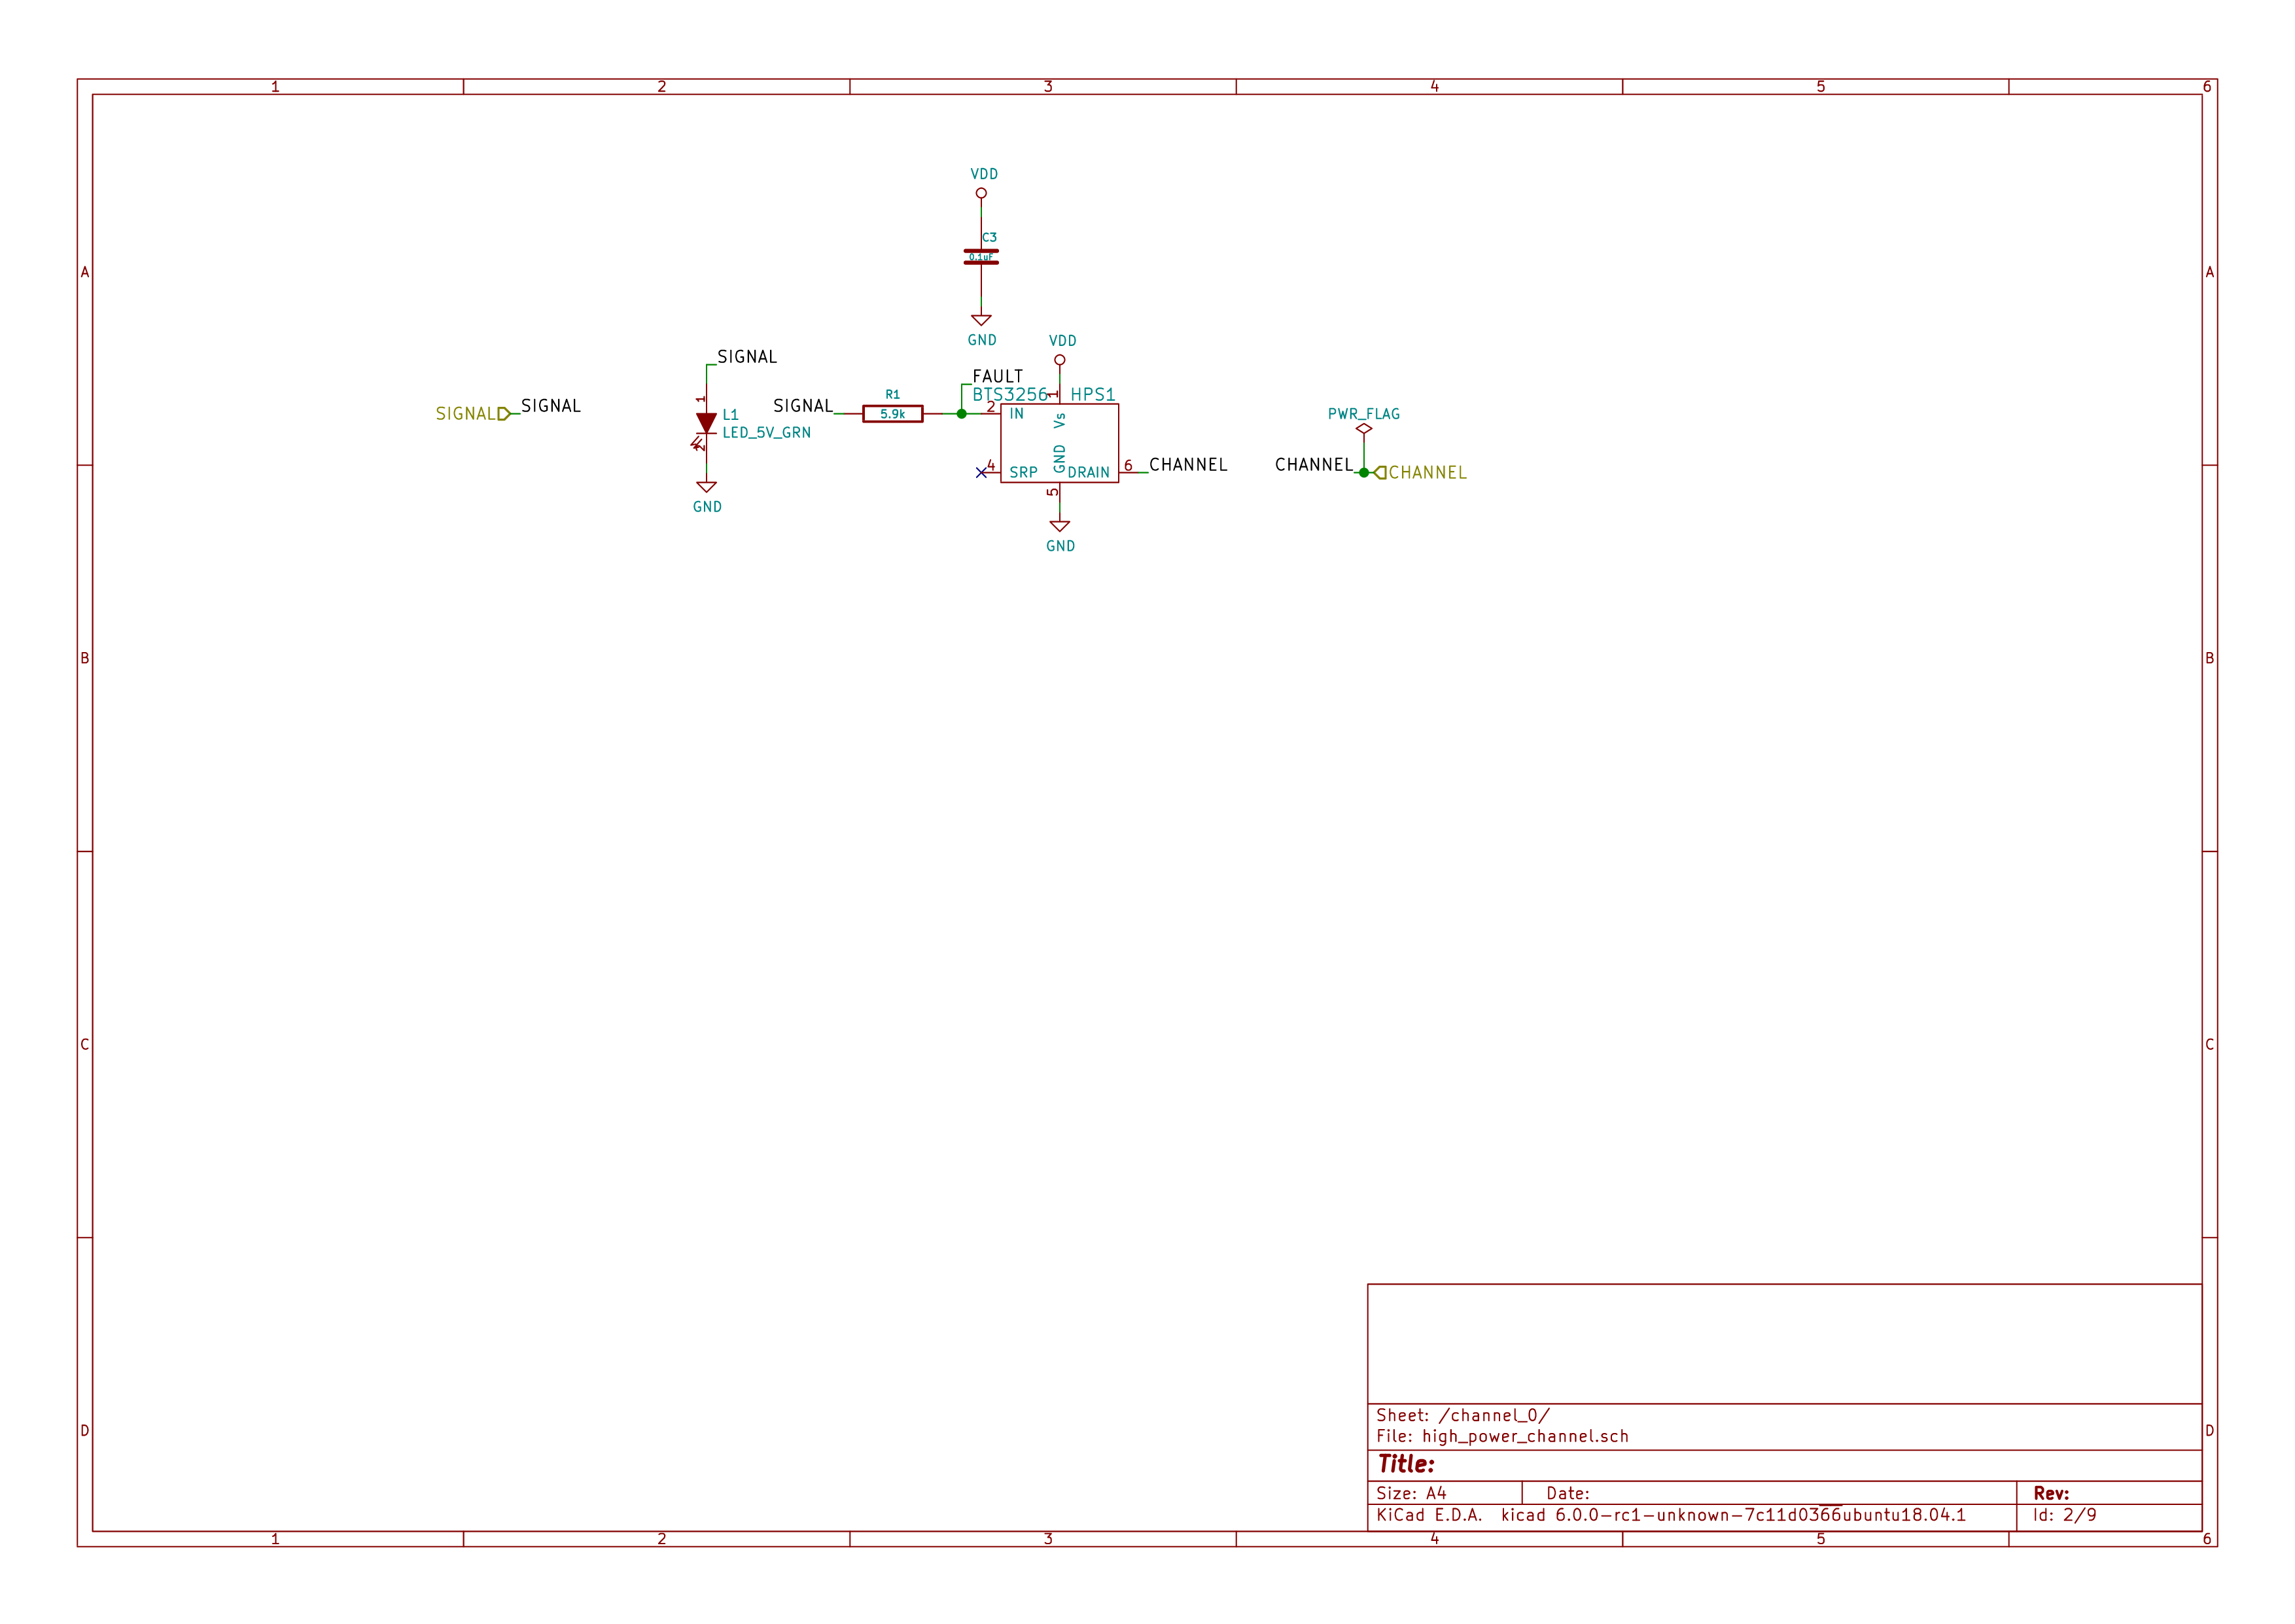 1 2 3 4 5 6
A A
VDD
C3
0.1uF
GND
VDD
SIGNAL
FAULT
BTS3256 HPS1
1
SIGNAL SIGNAL
1
L1
LED_5V_GRN
2
GND
SIGNAL
R1
5.9k
2 IN
Vs
GND
4 SRP
DRAIN 6 CHANNEL
5
GND
PWR_FLAG
CHANNEL CHANNEL
B B
C C
D D
Sheet: /channel_0/
File: high_power_channel.sch
Title:
Size: A4 Date: Rev:
KiCad E.D.A. kicad 6.0.0-rc1-unknown-7c11d0366ubuntu18.04.1 Id: 2/9
1 2 3 4 5 6